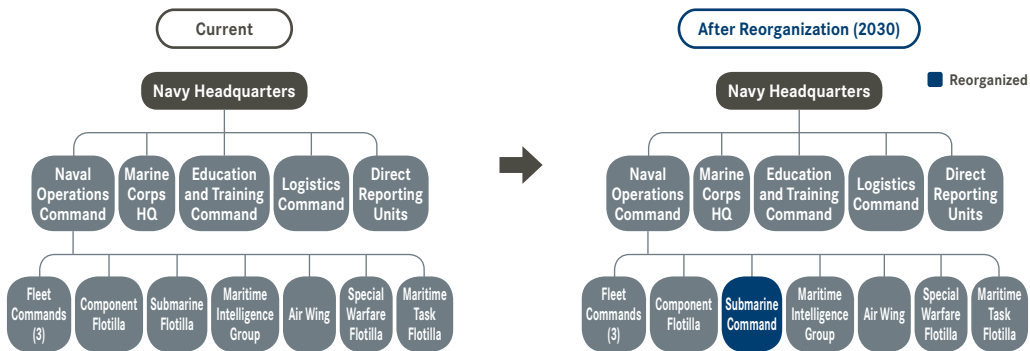 Current
Navy Headquarters
Naval
Operations
Command
Marine
Corps
HQ
Education
and Training
Command
Logistics
Command
Direct
Reporting
Units
Fleet
Commands
(3)
Component
Flotilla
Submarine
Flotilla
Maritime
Intelligence
Group
Air Wing
Special
Warfare
Flotilla
Maritime
Task
Flotilla
After Reorganization (2030)
Reorganized
Navy Headquarters
Naval
Operations
Command
Marine
Corps
HQ
Education
and Training
Command
Logistics
Command
Direct
Reporting
Units
Fleet
Commands
(3)
Component
Flotilla
Submarine
Command
Maritime
Intelligence
Group
Air Wing
Special
Warfare
Flotilla
Maritime
Task
Flotilla